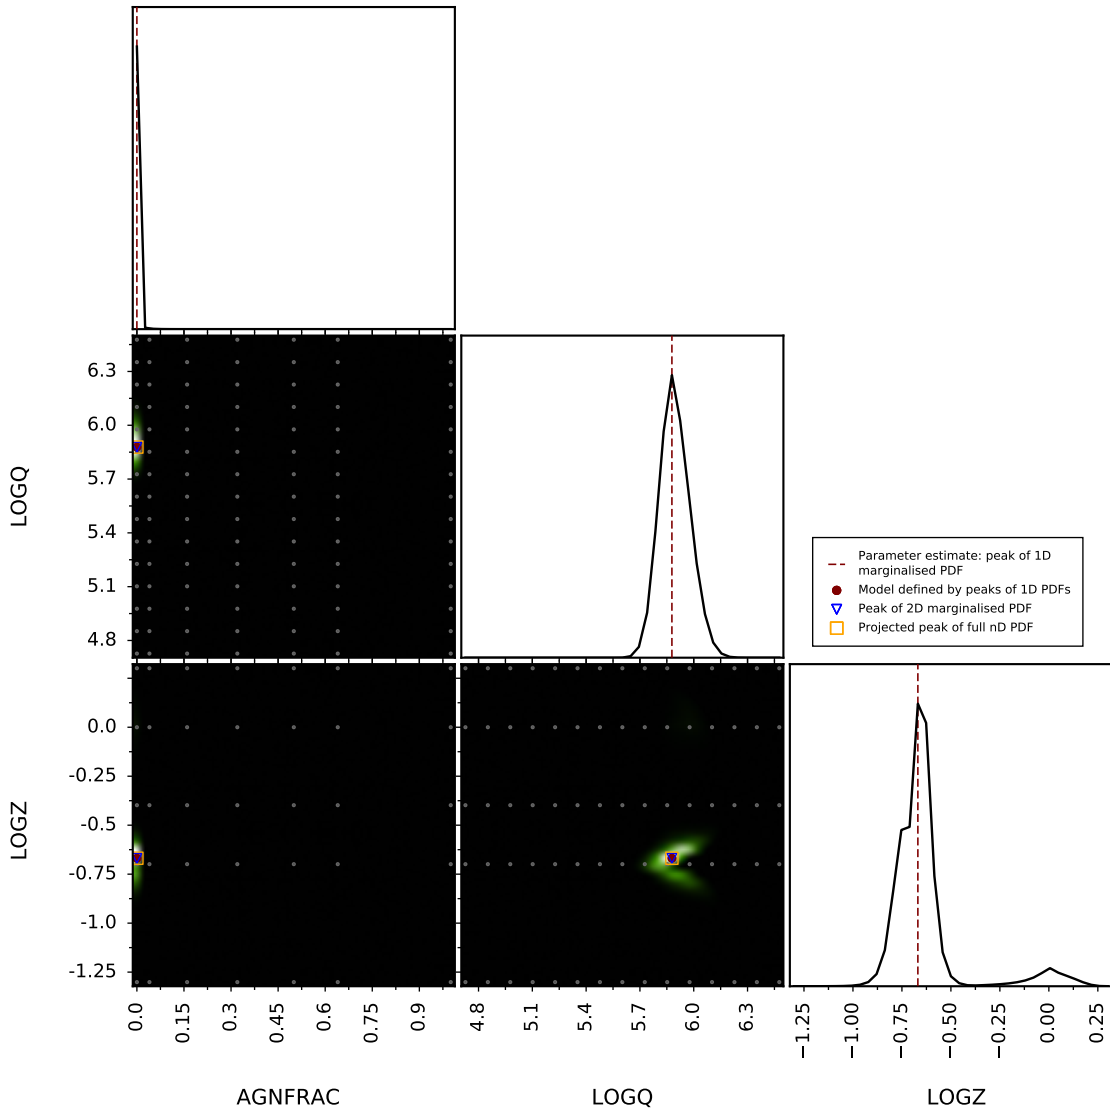 6.3
6.0
5.7
5.4
5.1
4.8
LOGQ
Parameter estimate: peak of 1D
marginalised PDF
Model defined by peaks of 1D PDFs
Peak of 2D marginalised PDF
Projected peak of full nD PDF
0.0
-0.25
-0.5
-0.75
-1.0
-1.25
LOGZ
0.0 0.15 0.3 0.45 0.6 0.75 0.9
4.8 5.1 5.4 5.7 6.0 6.3
−1.25 −1.00 −0.75 −0.50 −0.25 0.00 0.25
AGNFRAC LOGQ LOGZ